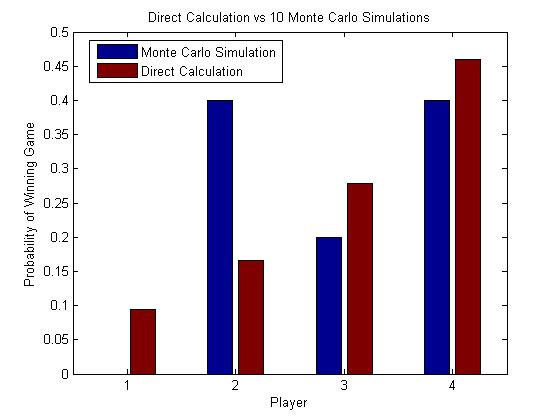 Direct Calculation vs 10 Monte Carlo Simulations
Monte Carlo Simulation
Direct Calculation
Probability of Winning Game
0.5
0.45
0.4
0.35
0.3
0.25
0.2
0.15
0.1
0.05
0
1 2 3 4
Player